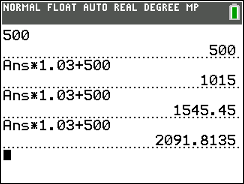 NORMAL FLOAT AUTO REAL DEGREE MP
500
500
Ans*1.03+500
1015
Ans*1.03+500
1545.45
Ans*1.03+500
2091.8135